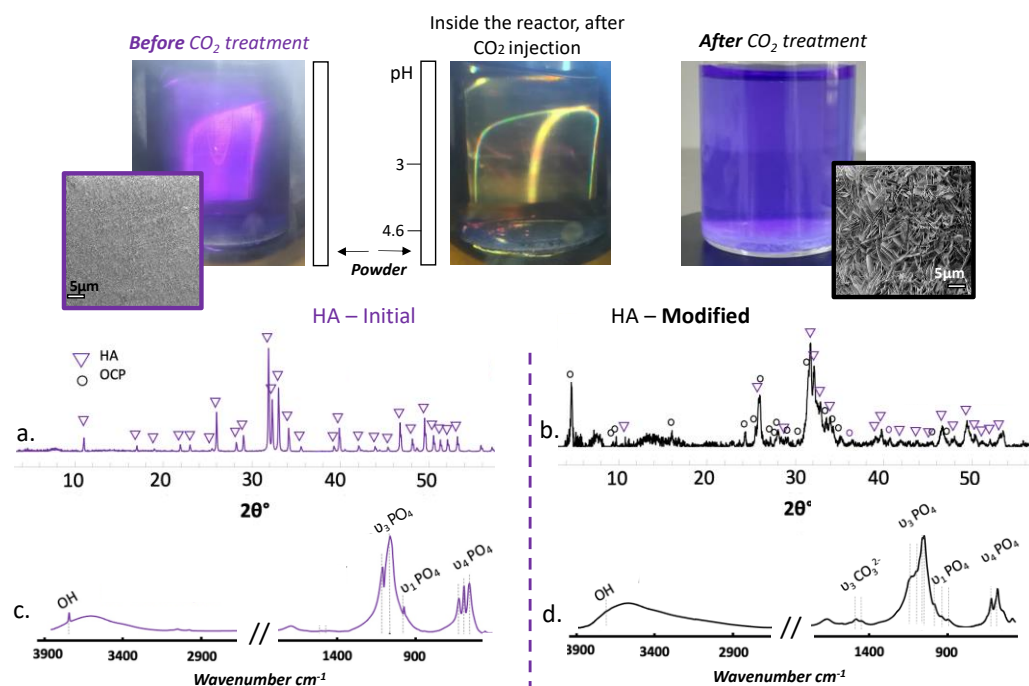 Before CO₂ treatment
Inside the reactor, after
CO₂ injection
After CO₂ treatment
pH
3
4.6
Powder
5µm
5µm
HA – Initial
HA – Modified
▽ HA
○ OCP
a.
10 20 30 40 50
2θ°
b.
10 20 30 40 50
2θ°
c.
OH
υ₃ PO₄
υ₁ PO₄
υ₄ PO₄
//
3900 3400 2900 1400 900
Wavenumber cm⁻¹
d.
OH
υ₃ CO₃²⁻
υ₃ PO₄
υ₁ PO₄
υ₄ PO₄
//
3900 3400 2900 1400 900
Wavenumber cm⁻¹